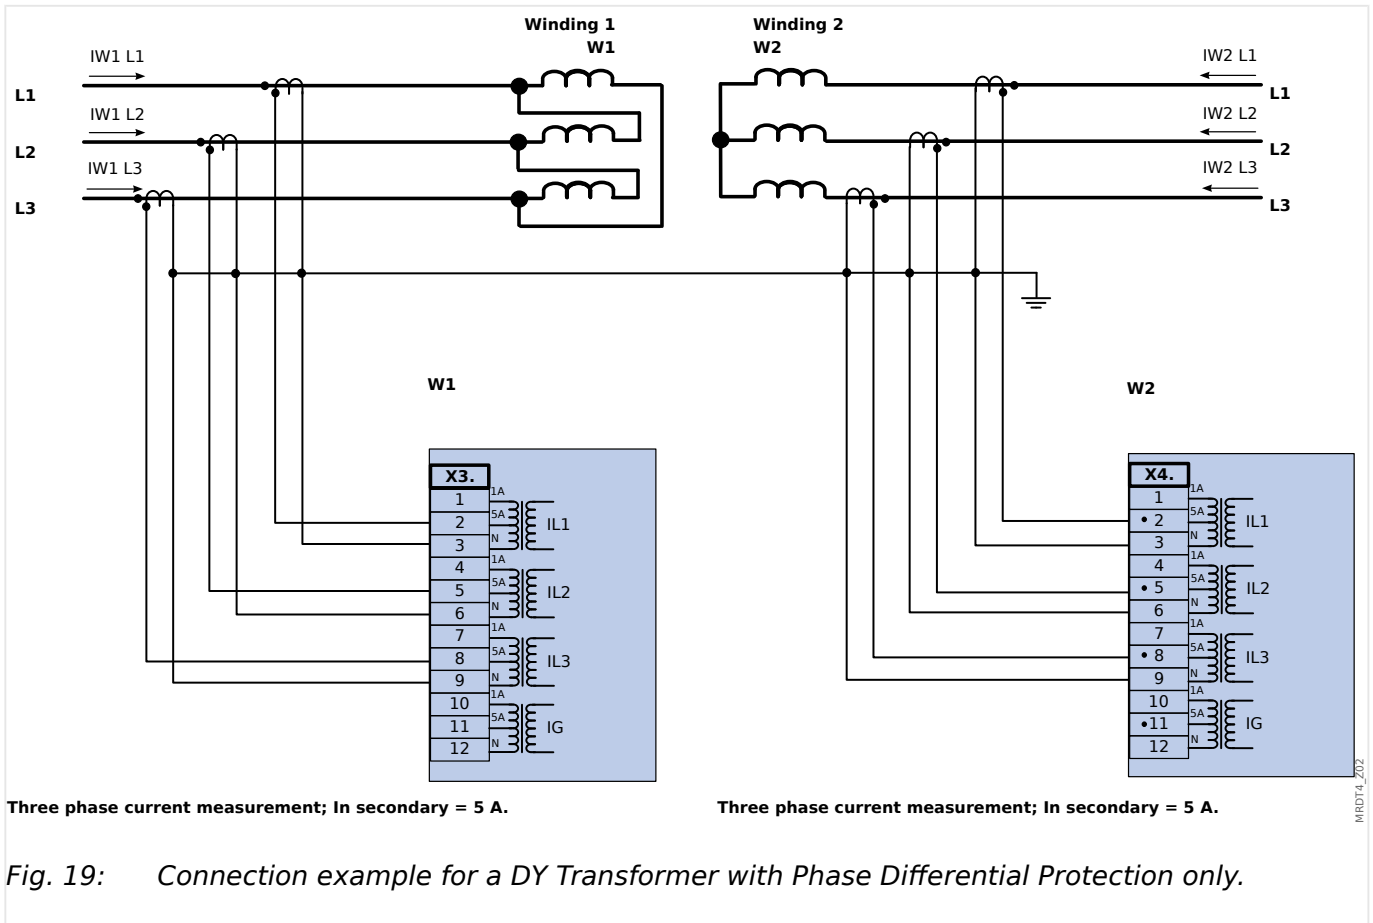 Winding 1
W1
Winding 2
W2
IW1 L1
L1
IW1 L2
L2
IW1 L3
L3
IW2 L1
L1
IW2 L2
L2
IW2 L3
L3
W1
X3.
1
2
3
4
5
6
7
8
9
10
11
12
1A
5A
N
IL1
1A
5A
N
IL2
1A
5A
N
IL3
1A
5A
N
IG
W2
X4.
1
2
3
4
5
6
7
8
9
10
11
12
1A
5A
N
IL1
1A
5A
N
IL2
1A
5A
N
IL3
1A
5A
N
IG
MRDT4_Z02
Three phase current measurement; In secondary = 5 A.
Three phase current measurement; In secondary = 5 A.
Fig. 19: Connection example for a DY Transformer with Phase Differential Protection only.